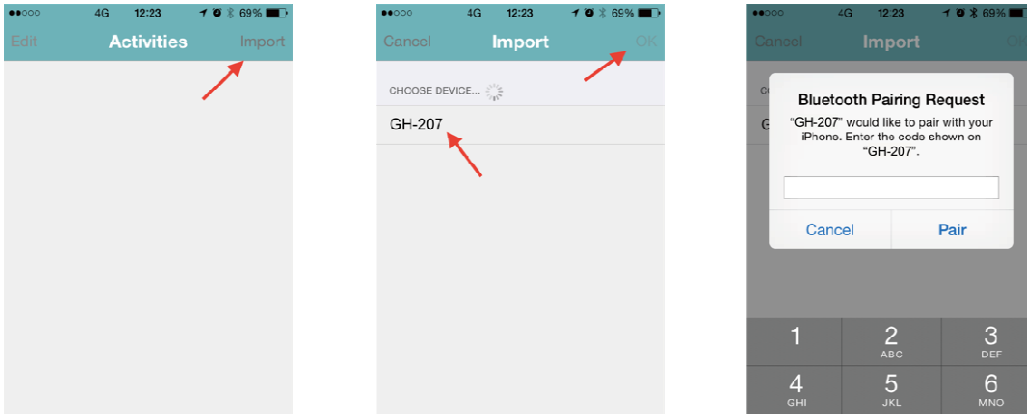 4G 12:23 69%
Edit Activities Import
4G 12:23 69%
Cancel Import OK
CHOOSE DEVICE...
GH-207
4G 12:23 69%
Cancel Import OK
Bluetooth Pairing Request
"GH-207" would like to pair with your
iPhone. Enter the code shown on
"GH-207".
Cancel Pair
1 2 3
ABC DEF
4 5 6
GHI JKL MNO